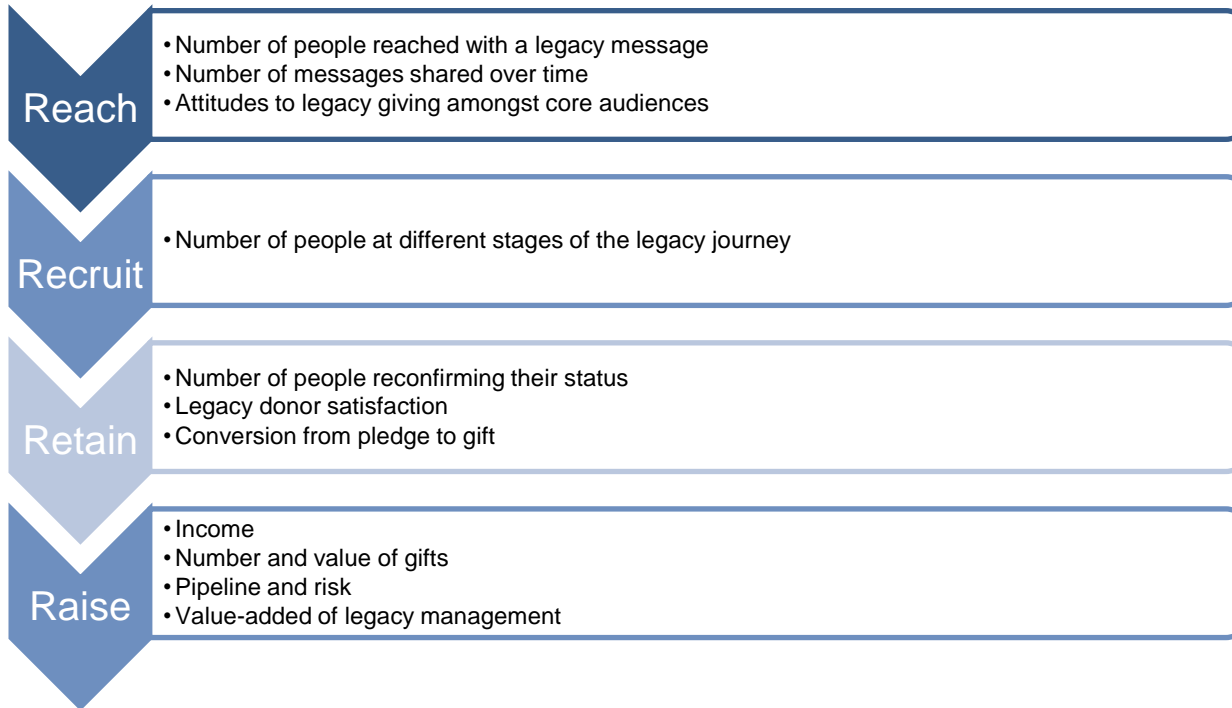 Reach
•Number of people reached with a legacy message
•Number of messages shared over time
•Attitudes to legacy giving amongst core audiences
Recruit
•Number of people at different stages of the legacy journey
Retain
•Number of people reconfirming their status
•Legacy donor satisfaction
•Conversion from pledge to gift
Raise
•Income
•Number and value of gifts
•Pipeline and risk
•Value-added of legacy management